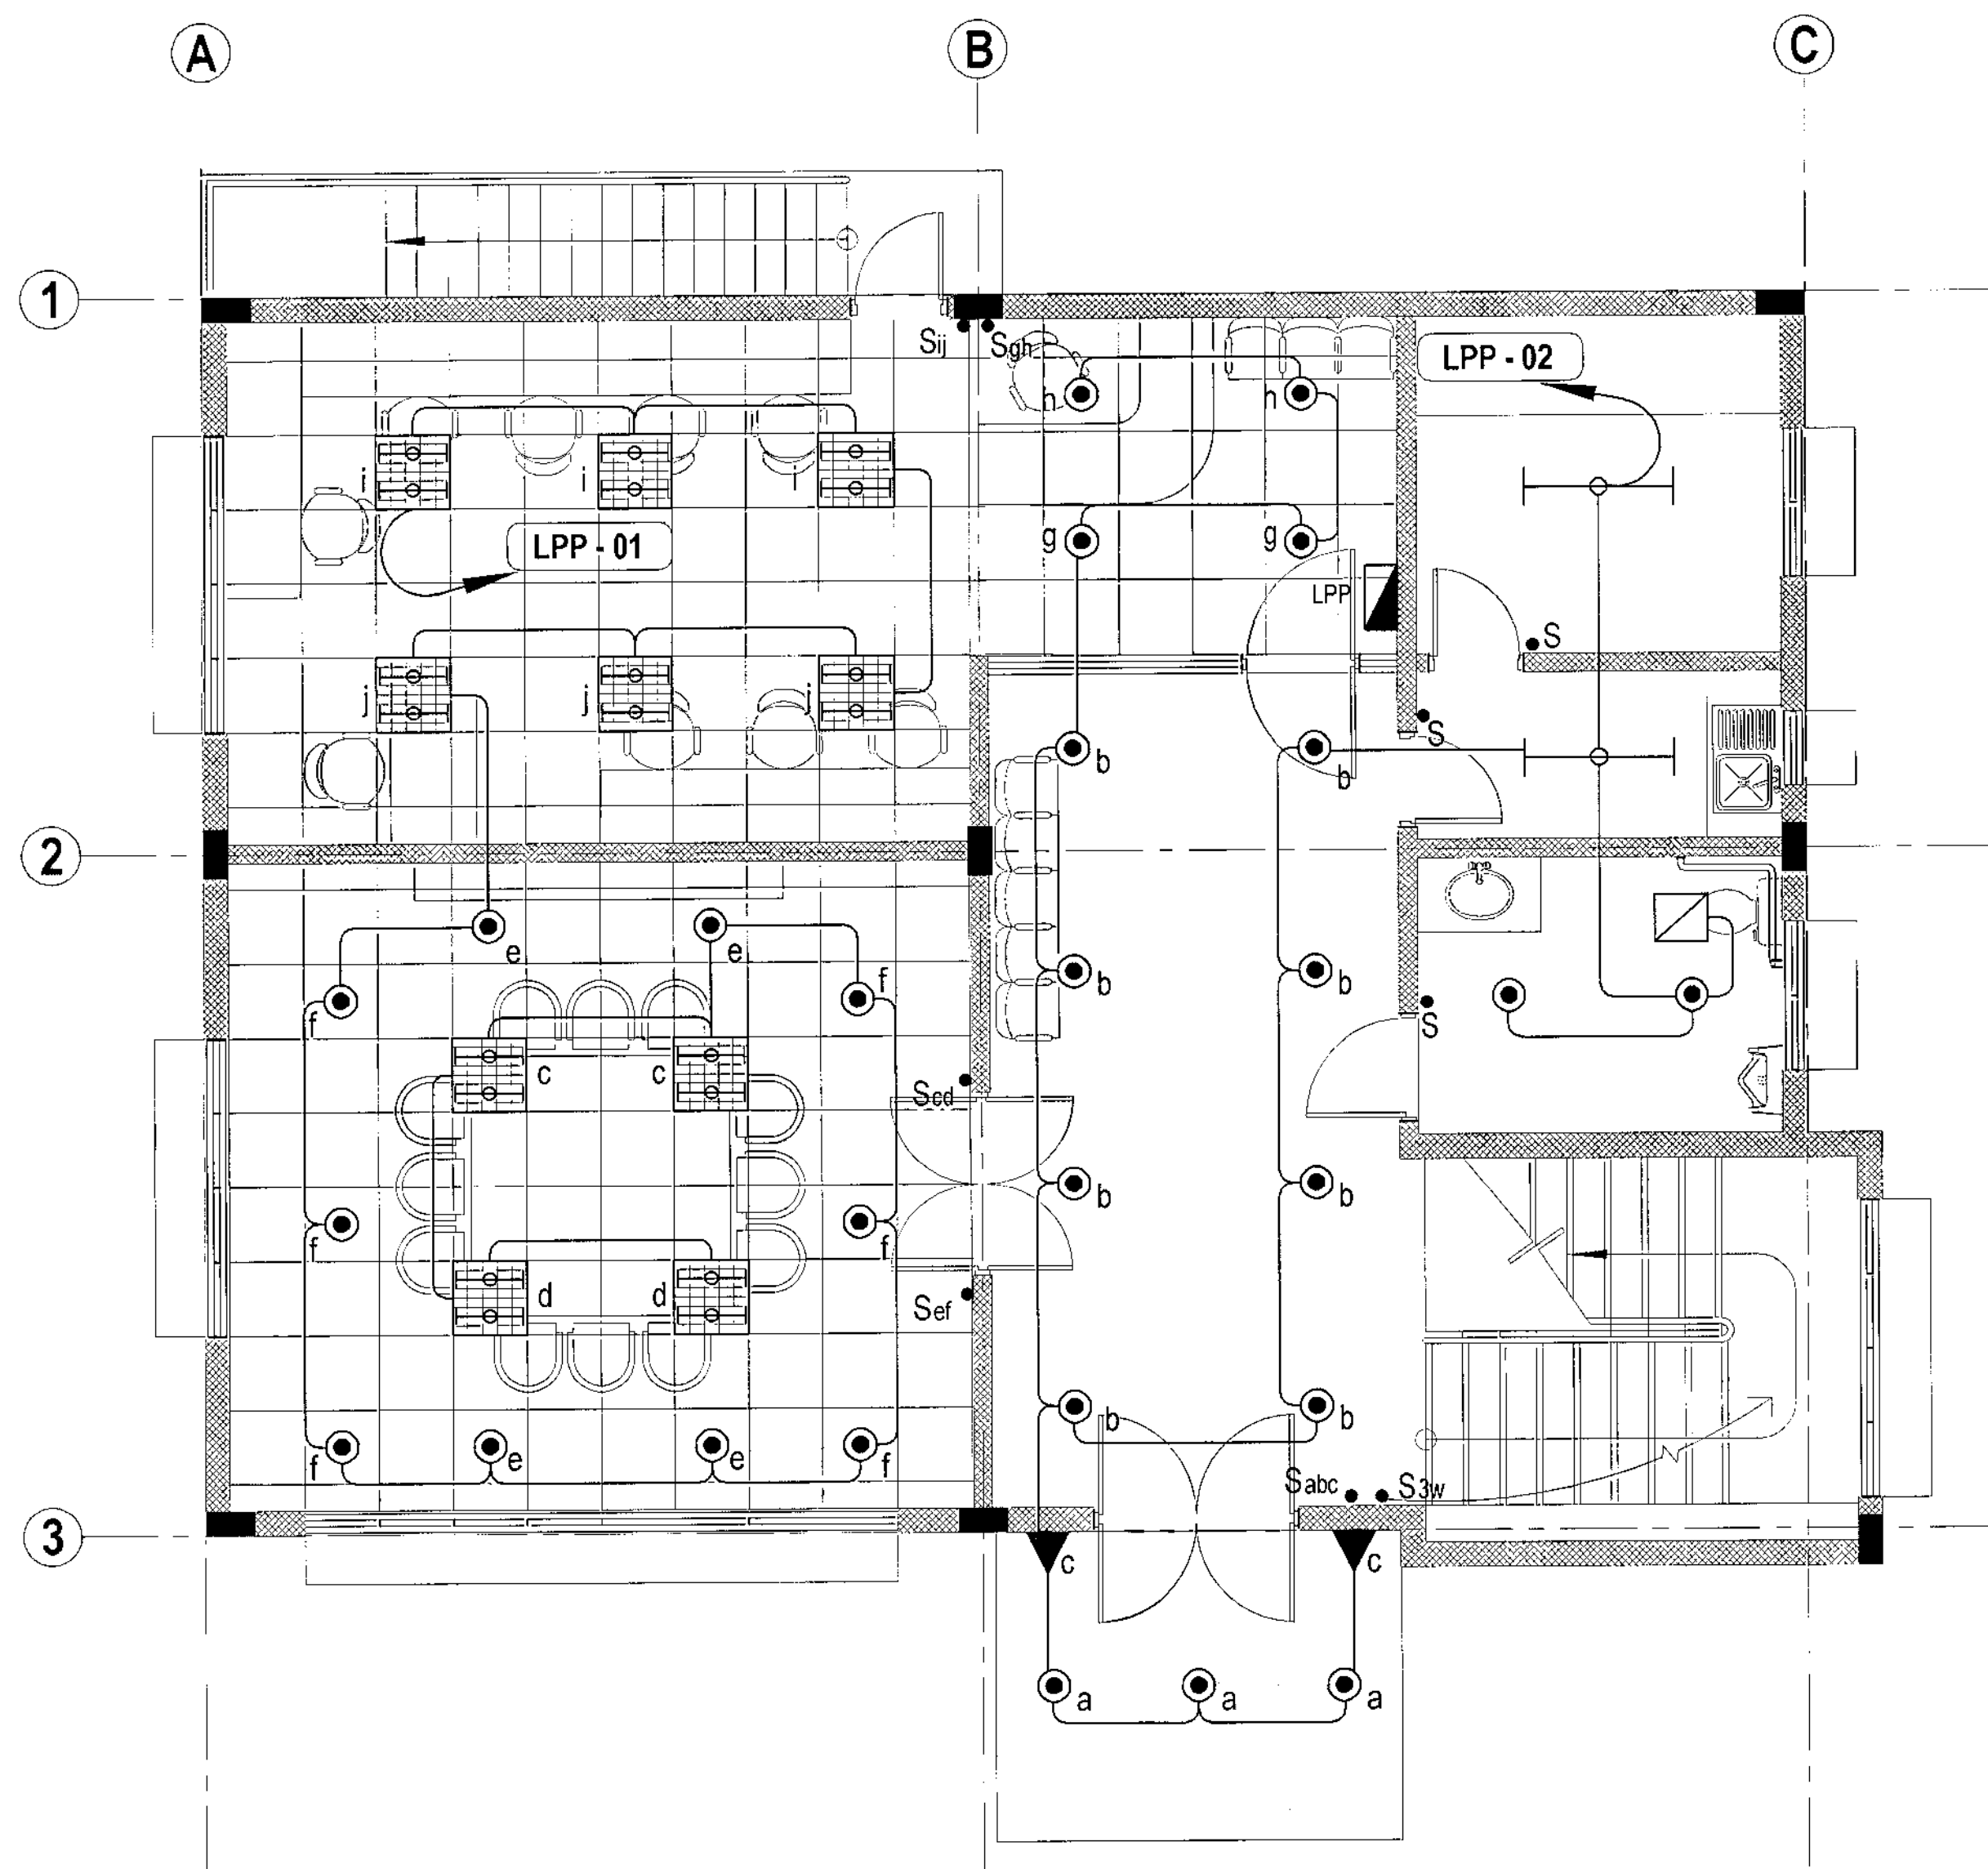 A B C
1
Sij Sgh
LPP - 02
h h
i i i
g g
LPP - 01
LPP
S
j j j
S
b b
2
e e
f f
b b
S
c c
Scd
b b
f f
d d
Sef
b b
f e e f
Sabc S3w
3
c c
a a a